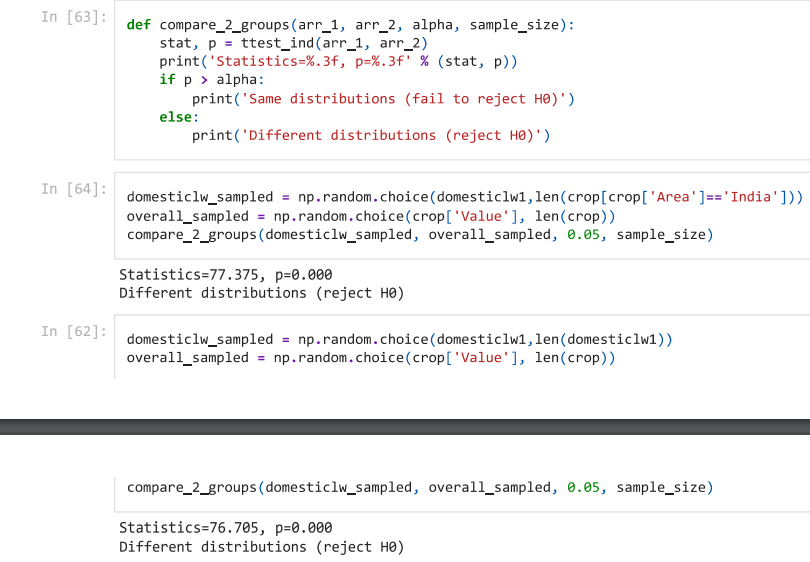 In [63]:
def compare_2_groups(arr_1, arr_2, alpha, sample_size):
    stat, p = ttest_ind(arr_1, arr_2)
    print('Statistics=%.3f, p=%.3f' % (stat, p))
    if p > alpha:
        print('Same distributions (fail to reject H0)')
    else:
        print('Different distributions (reject H0)')
In [64]:
domesticlw_sampled = np.random.choice(domesticlw1,len(crop[crop['Area']=='India']))
overall_sampled = np.random.choice(crop['Value'], len(crop))
compare_2_groups(domesticlw_sampled, overall_sampled, 0.05, sample_size)
Statistics=77.375, p=0.000
Different distributions (reject H0)
In [62]:
domesticlw_sampled = np.random.choice(domesticlw1,len(domesticlw1))
overall_sampled = np.random.choice(crop['Value'], len(crop))
compare_2_groups(domesticlw_sampled, overall_sampled, 0.05, sample_size)
Statistics=76.705, p=0.000
Different distributions (reject H0)